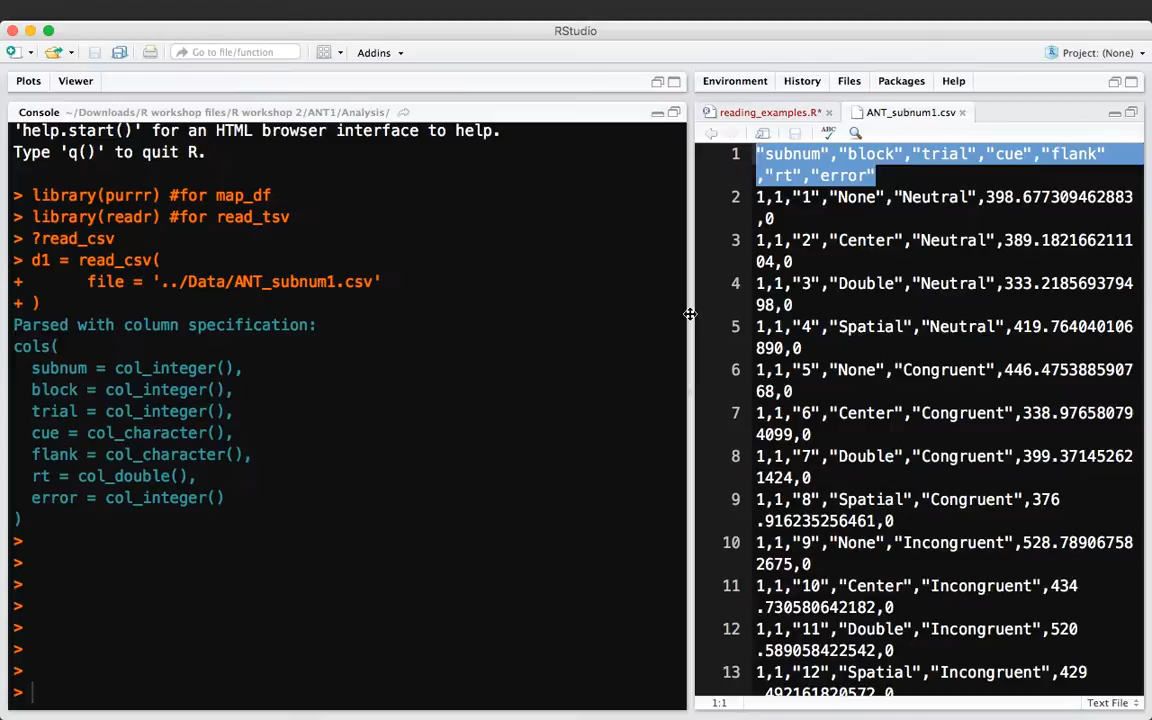 RStudio
Go to file/function
Addins
Project: (None)
Plots
Viewer
Console ~/Downloads/R workshop files/R workshop 2/ANT1/Analysis/
'help.start()' for an HTML browser interface to help.
Type 'q()' to quit R.
> library(purrr) #for map_df
> library(readr) #for read_tsv
> ?read_csv
> d1 = read_csv(
+ file = '../Data/ANT_subnum1.csv'
+ )
Parsed with column specification:
cols(
subnum = col_integer(),
block = col_integer(),
trial = col_integer(),
cue = col_character(),
flank = col_character(),
rt = col_double(),
error = col_integer()
)
>
>
>
>
>
>
>
>
Environment
History
Files
Packages
Help
reading_examples.R*
ANT_subnum1.csv
ABC
1 "subnum","block","trial","cue","flank"
,"rt","error"
2 1,1,"1","None","Neutral",398.677309462883
,0
3 1,1,"2","Center","Neutral",389.1821662111
04,0
4 1,1,"3","Double","Neutral",333.2185693794
98,0
5 1,1,"4","Spatial","Neutral",419.764040106
890,0
6 1,1,"5","None","Congruent",446.4753885907
68,0
7 1,1,"6","Center","Congruent",338.97658079
4099,0
8 1,1,"7","Double","Congruent",399.37145262
1424,0
9 1,1,"8","Spatial","Congruent",376
.916235256461,0
10 1,1,"9","None","Incongruent",528.78906758
2675,0
11 1,1,"10","Center","Incongruent",434
.730580642182,0
12 1,1,"11","Double","Incongruent",520
.589058422542,0
13 1,1,"12","Spatial","Incongruent",429
.492161820572,0
1:1
Text File